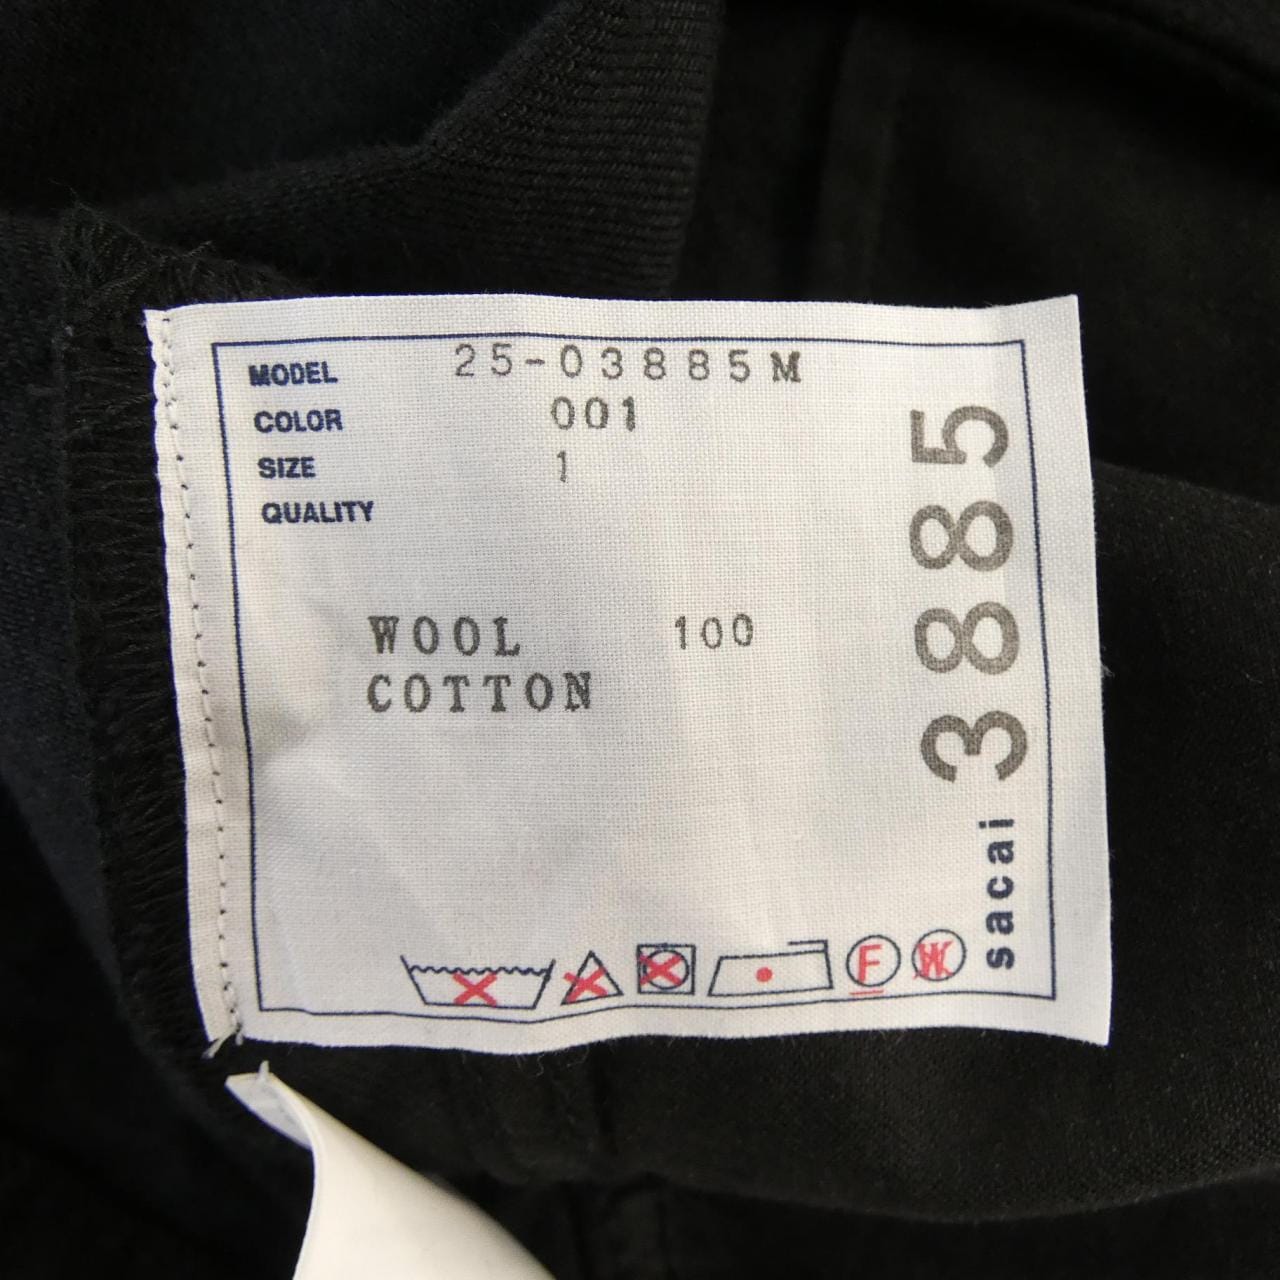 MODEL 25-03885M
COLOR 001
SIZE 1
QUALITY
WOOL 100
COTTON
F W
sacai 3885